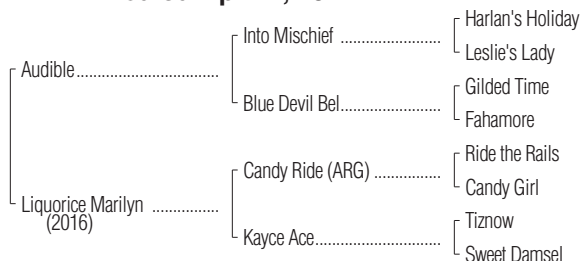 Harlan's Holiday
Into Mischief ........................
Leslie's Lady
Audible..................................
Gilded Time
Blue Devil Bel........................
Fahamore
Ride the Rails
Candy Ride (ARG) ................
Candy Girl
Liquorice Marilyn ................
(2016)
Tiznow
Kayce Ace..............................
Sweet Damsel